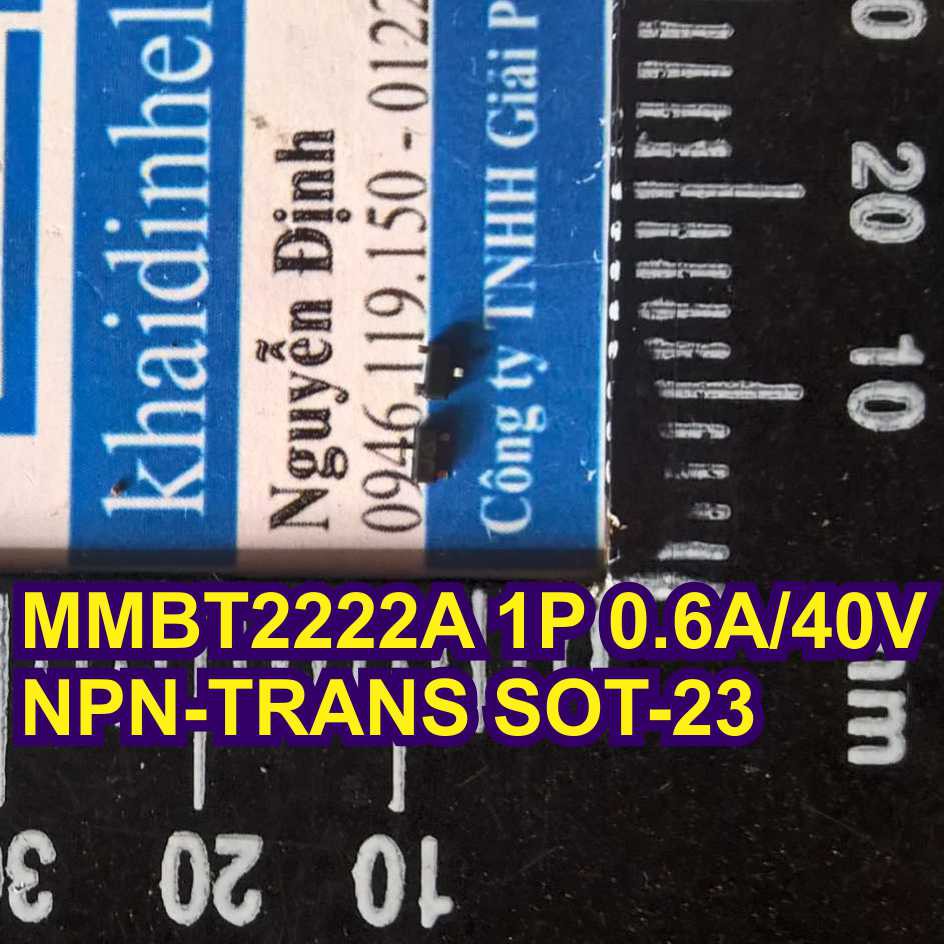 khaidinhel
Nguyễn Định
0946.119.150 - 0122
Công ty TNHH Giải P
20
10
MMBT2222A 1P 0.6A/40V
NPN-TRANS SOT-23
mm
20
10